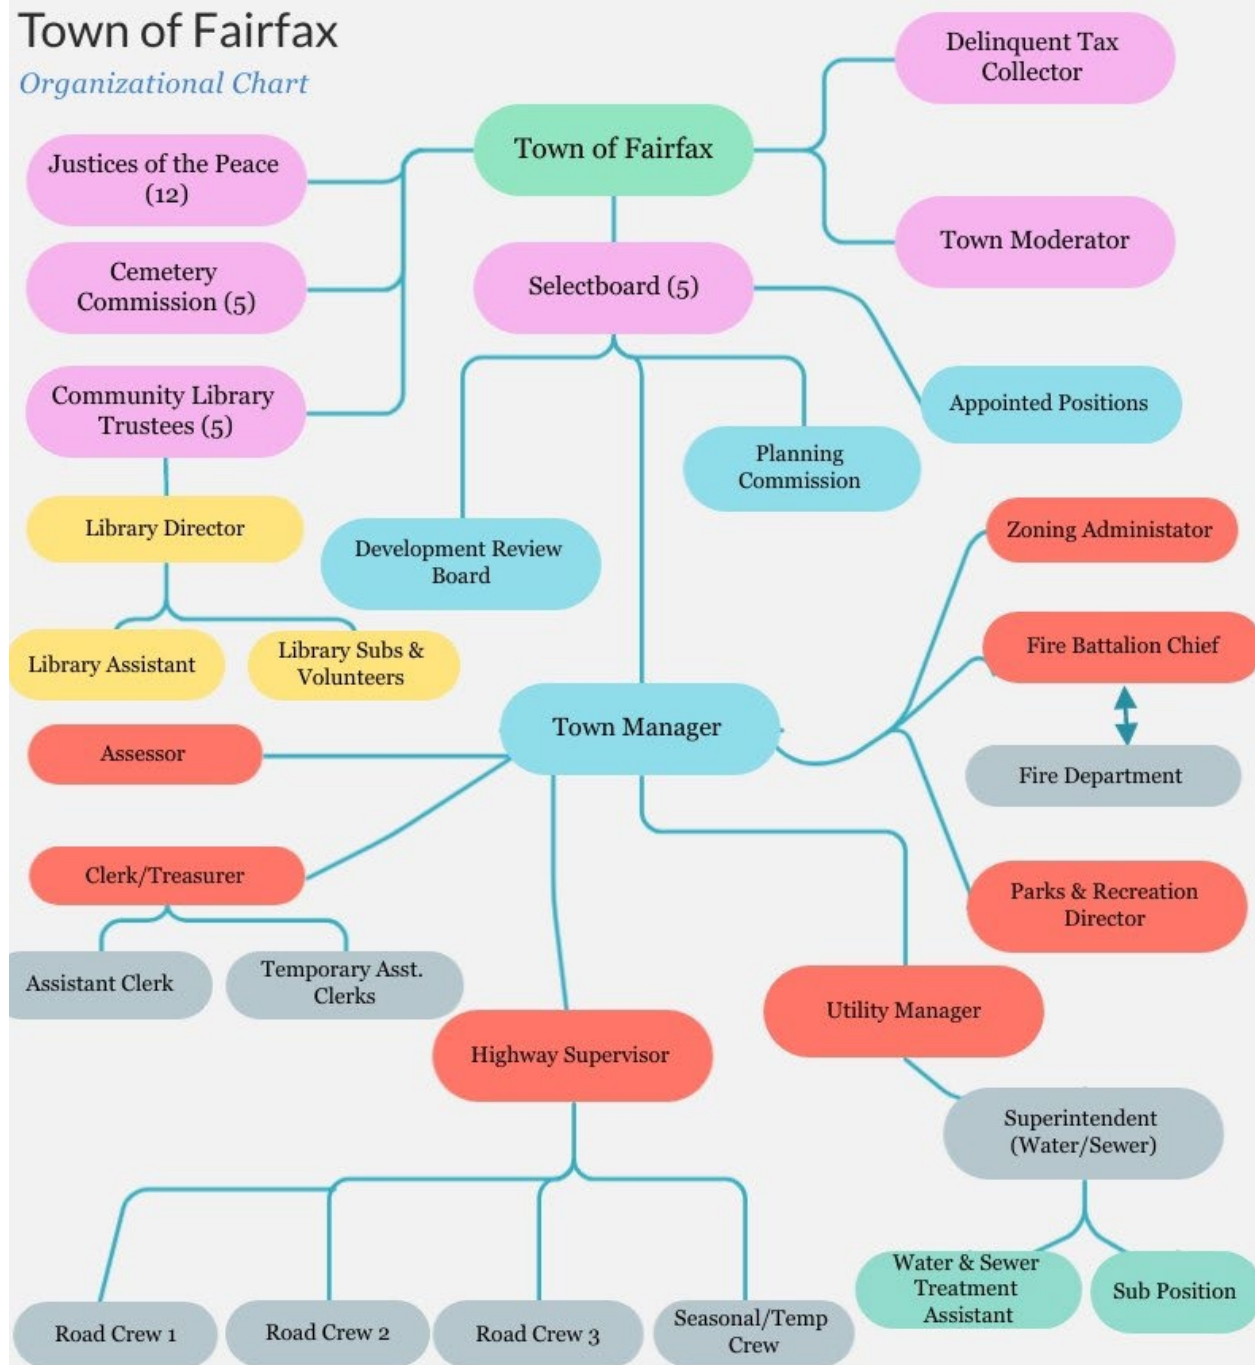 Town of Fairfax
Organizational Chart
Delinquent Tax
Collector
Town of Fairfax
Justices of the Peace
(12)
Town Moderator
Cemetery
Commission (5)
Selectboard (5)
Community Library
Trustees (5)
Appointed Positions
Planning
Commission
Library Director
Development Review
Board
Zoning Administator
Library Assistant
Library Subs &
Volunteers
Fire Battalion Chief
Town Manager
Assessor
Fire Department
Clerk/Treasurer
Parks & Recreation
Director
Assistant Clerk
Temporary Asst.
Clerks
Utility Manager
Highway Supervisor
Superintendent
(Water/Sewer)
Water & Sewer
Treatment
Assistant
Sub Position
Road Crew 1
Road Crew 2
Road Crew 3
Seasonal/Temp
Crew